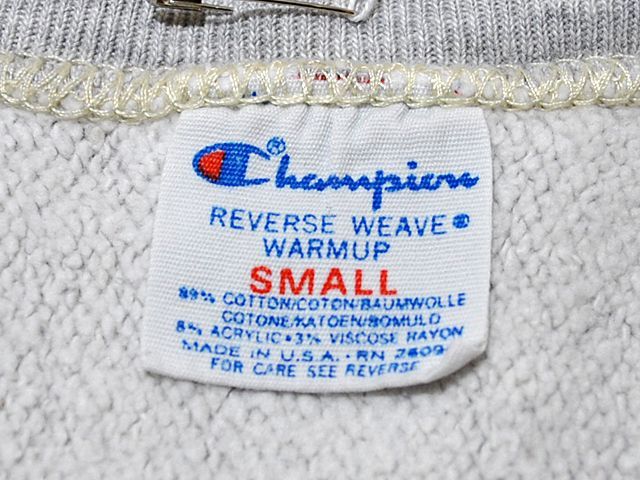 Champion®
REVERSE WEAVE®
WARMUP
SMALL
89% COTTON/COTON/BAUMWOLLE
COTONE/KATOEN/BOMULD
8% ACRYLIC•3% VISCOSE RAYON
MADE IN U.S.A. - RN 26094
FOR CARE SEE REVERSE